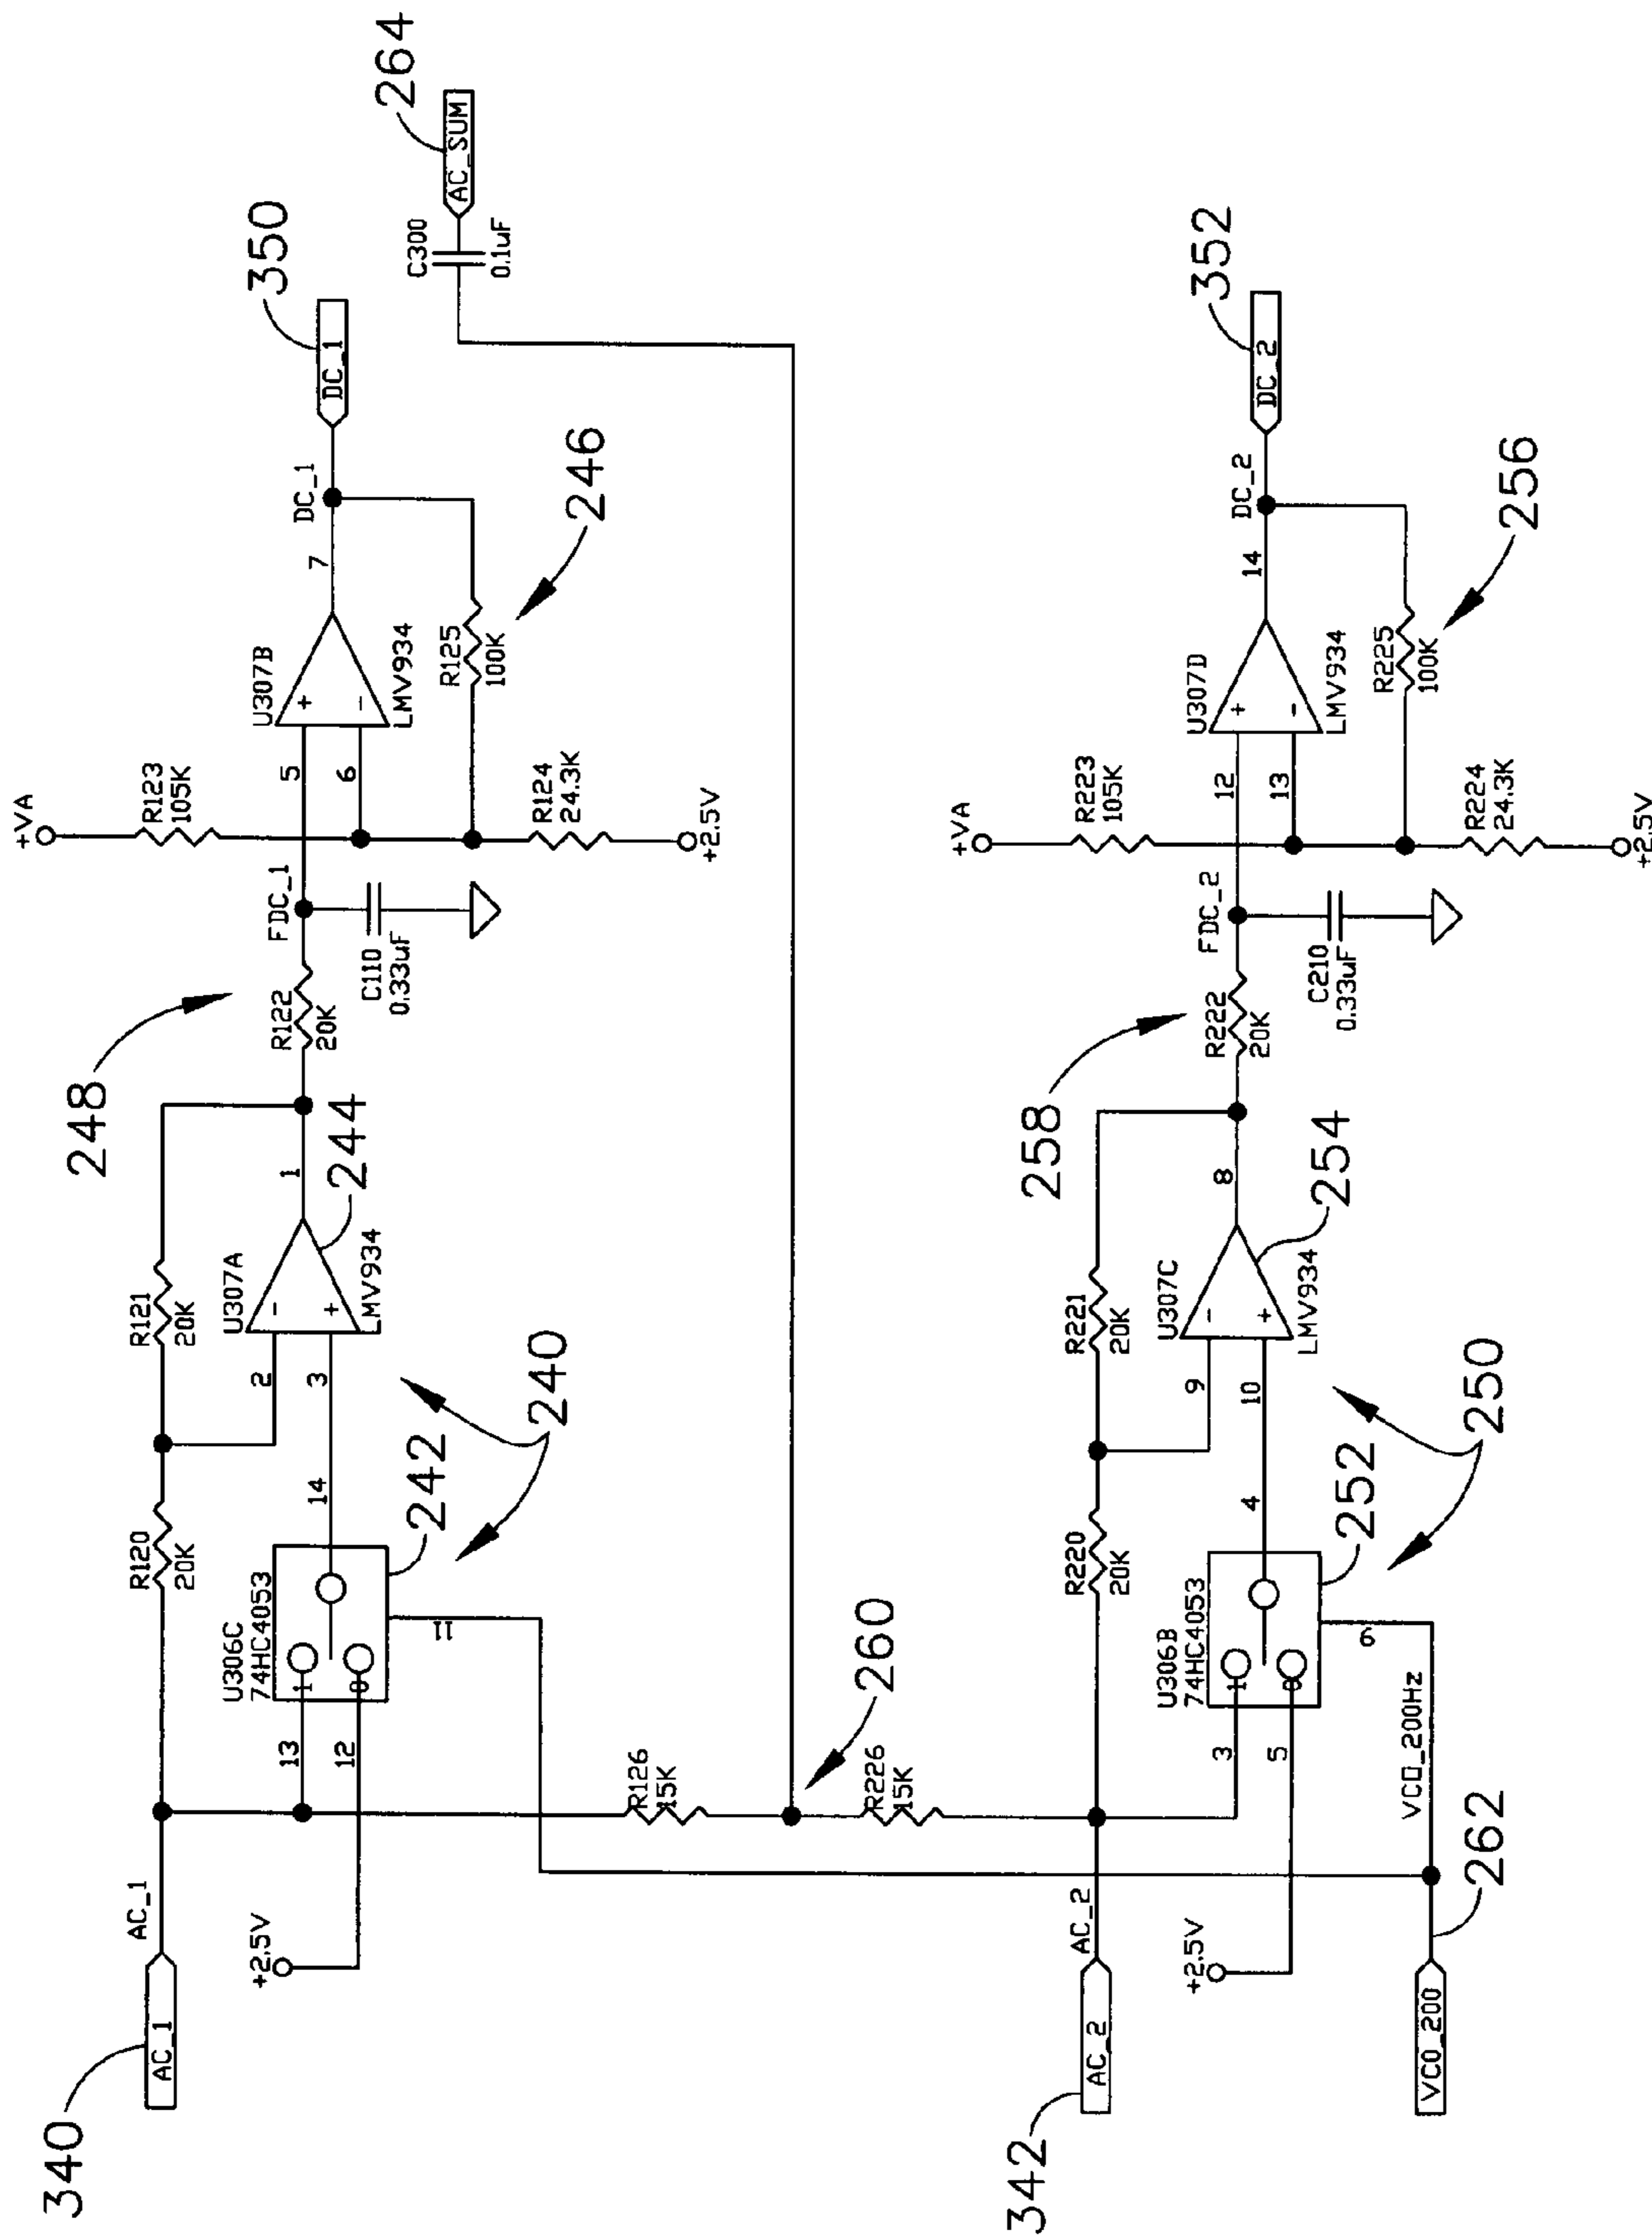 340
AC_1
AC_1
+2.5V
R120
20K
13
12
U306C
74HC4053
1
0
11
14
242
240
2
3
R121
20K
U307A
-
+
LMV934
1
244
248
R122
20K
FDC_1
C110
0.33uF
+VA
R123
105K
5
6
R124
24.3K
+2.5V
U307B
+
-
LMV934
7
R125
100K
246
DC_1
DC_1
350
C300
0.1uF
AC_SUM
264
R126
15K
R226
15K
260
342
AC_2
AC_2
+2.5V
R220
20K
3
5
U306B
74HC4053
1
0
9
4
252
250
VCO_200
VCO_200Hz
262
9
10
R221
20K
U307C
-
+
LMV934
8
254
258
R222
20K
FDC_2
C210
0.33uF
+VA
R223
105K
12
13
R224
24.3K
+2.5V
U307D
+
-
LMV934
14
R225
100K
256
DC_2
DC_2
352